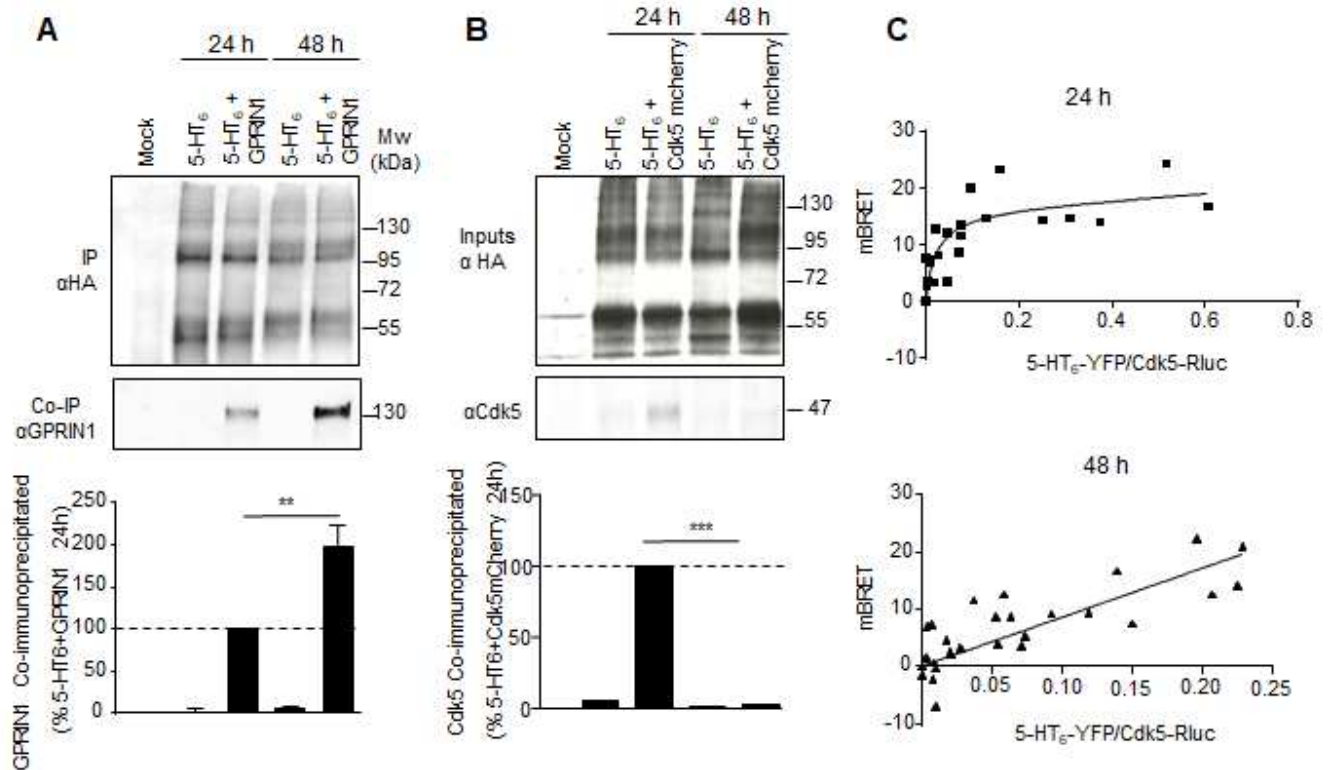 A
24 h
48 h
Mock
5-HT6
5-HT6 +
GPRIN1
5-HT6
5-HT6 +
GPRIN1
Mw
(kDa)
IP
αHA
–130
–95
–72
–55
Co-IP
αGPRIN1
–130
GPRIN1 Co-immunoprecipitated
(% 5-HT6+GPRIN1 24h)
250
200
150
100
50
0
**
B
24 h
48 h
Mock
5-HT6
5-HT6 +
Cdk5 mcherry
5-HT6
5-HT6 +
Cdk5 mcherry
Inputs
α HA
–130
–95
–72
–55
αCdk5
– 47
Cdk5 Co-immunoprecipitated
(% 5-HT6+Cdk5mCherry 24h)
150
100
50
0
***
C
24 h
mBRET
30
20
10
0
-10
0.2
0.4
0.6
0.8
5-HT6-YFP/Cdk5-Rluc
48 h
mBRET
30
20
10
0
-10
0.05
0.10
0.15
0.20
0.25
5-HT6-YFP/Cdk5-Rluc